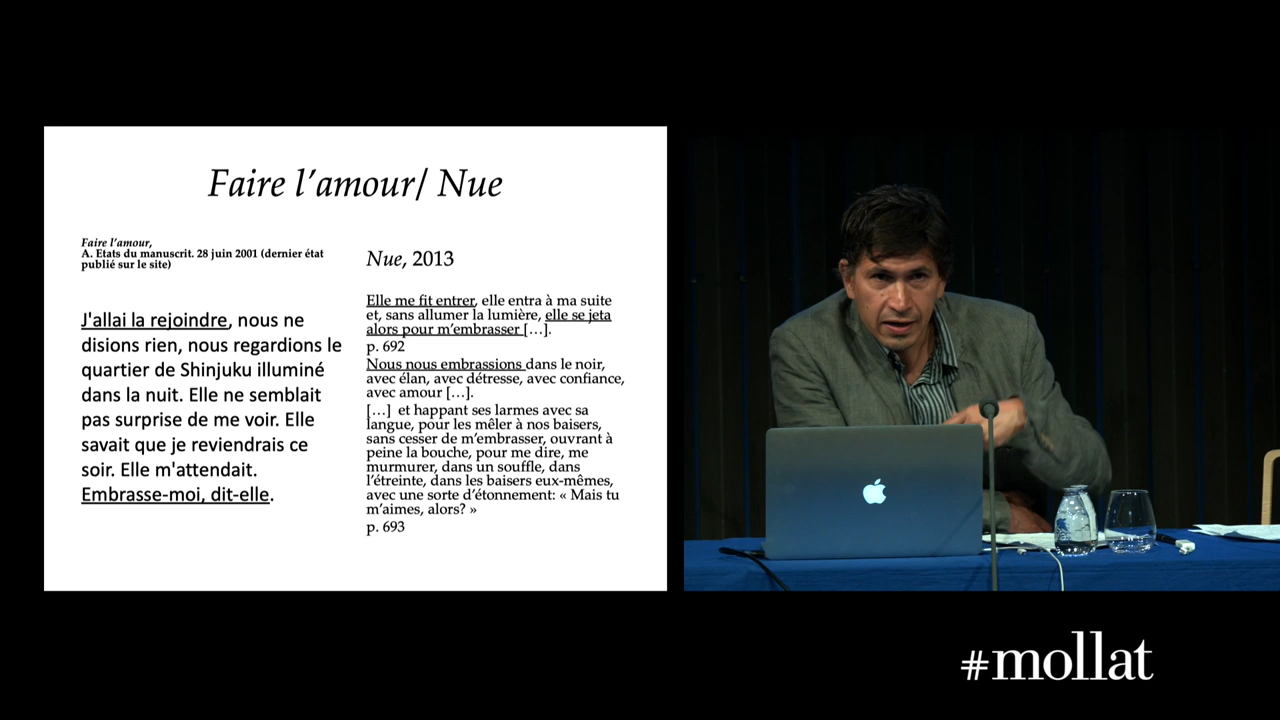 Faire l’amour/ Nue
Faire l’amour,
A. Etats du manuscrit. 28 juin 2001 (dernier état
publié sur le site)
J'allai la rejoindre, nous ne
disions rien, nous regardions le
quartier de Shinjuku illuminé
dans la nuit. Elle ne semblait
pas surprise de me voir. Elle
savait que je reviendrais ce
soir. Elle m'attendait.
Embrasse-moi, dit-elle.
Nue, 2013
Elle me fit entrer, elle entra à ma suite
et, sans allumer la lumière, elle se jeta
alors pour m’embrasser […].
p. 692
Nous nous embrassions dans le noir,
avec élan, avec détresse, avec confiance,
avec amour […].
[…] et happant ses larmes avec sa
langue, pour les mêler à nos baisers,
sans cesser de m’embrasser, ouvrant à
peine la bouche, pour me dire, me
murmurer, dans un souffle, dans
l’étreinte, dans les baisers eux-mêmes,
avec une sorte d’étonnement: « Mais tu
m’aimes, alors? »
p. 693
#mollat